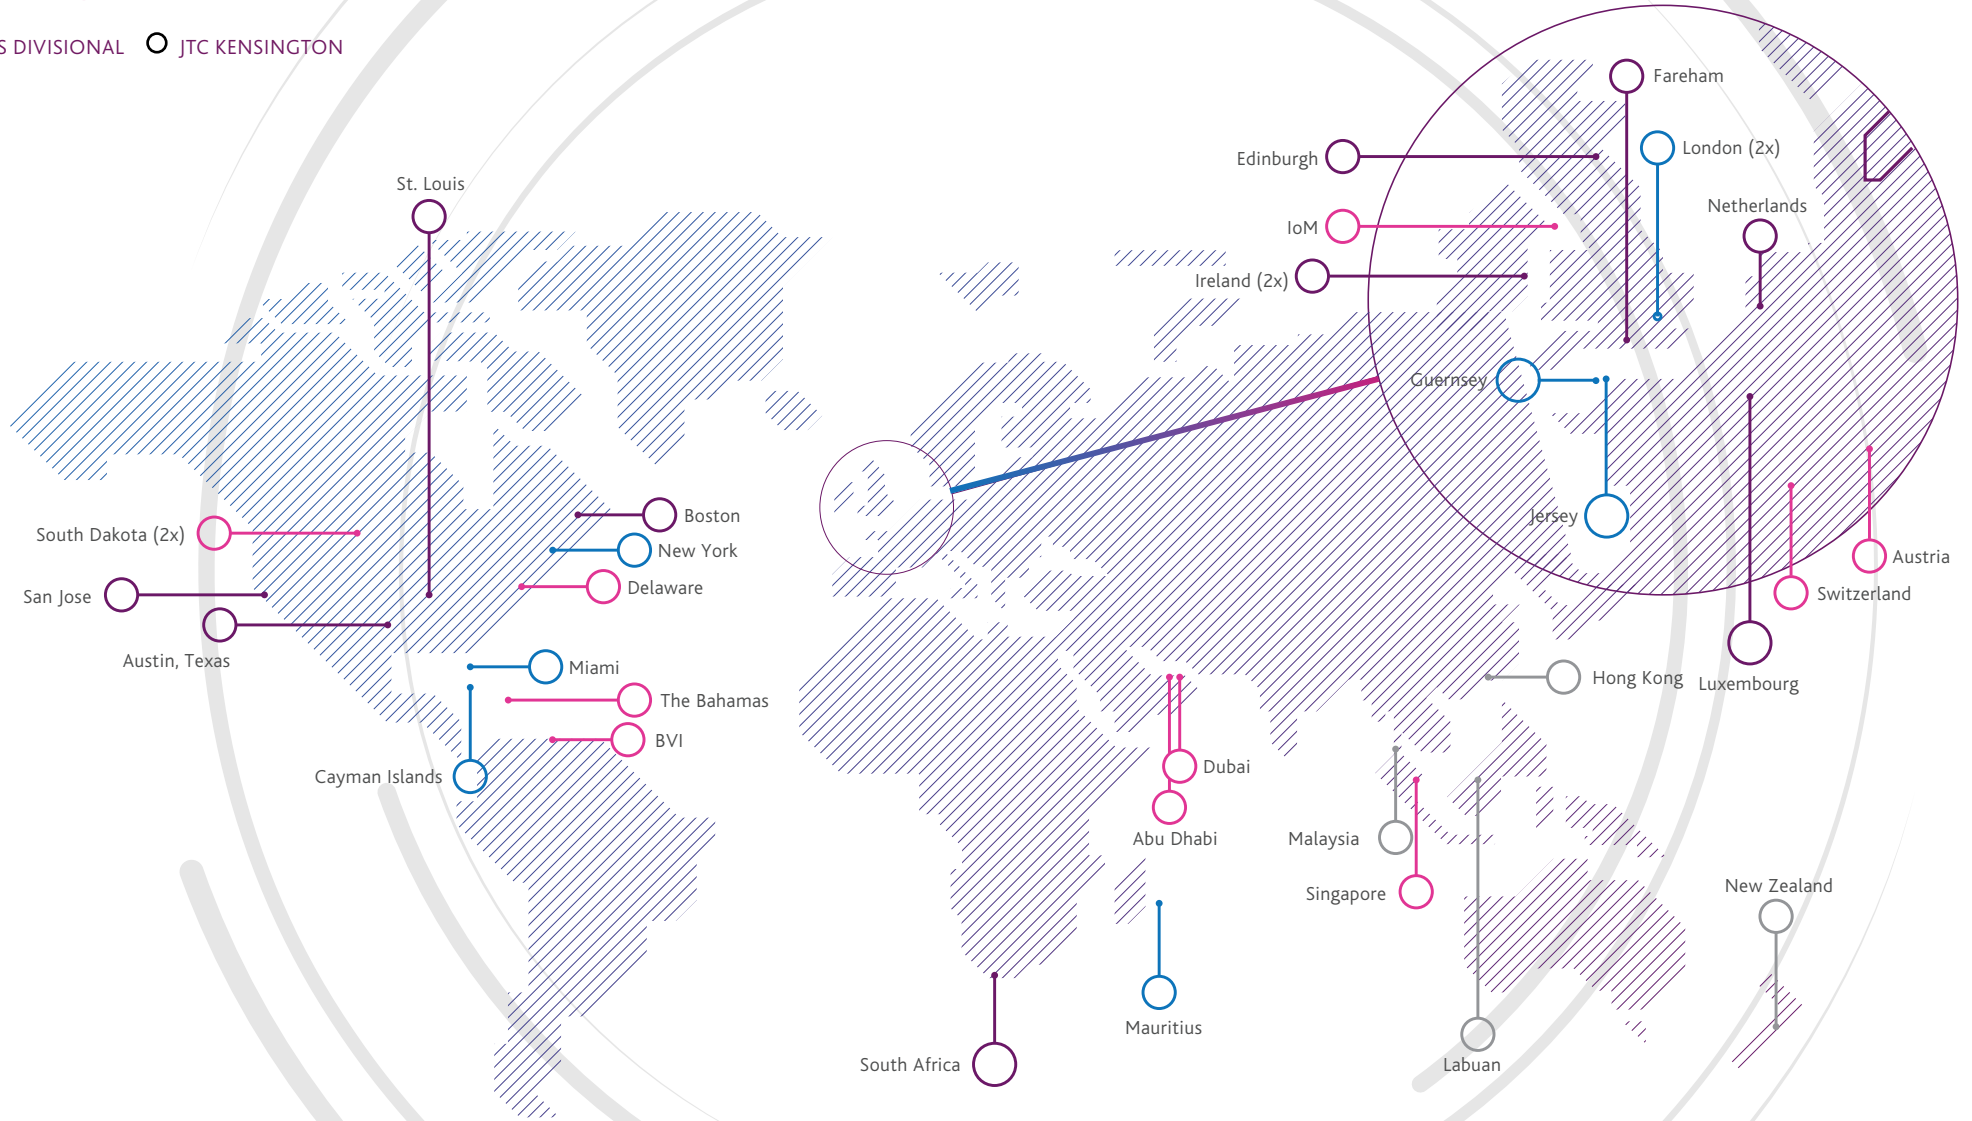 S DIVISIONAL
JTC KENSINGTON
Fareham
London (2x)
Edinburgh
St. Louis
Netherlands
IoM
Ireland (2x)
Guernsey
Boston
Jersey
South Dakota (2x)
New York
Austria
Delaware
San Jose
Switzerland
Austin, Texas
Miami
Hong Kong
Luxembourg
The Bahamas
BVI
Dubai
Cayman Islands
Abu Dhabi
Malaysia
Singapore
New Zealand
Mauritius
South Africa
Labuan